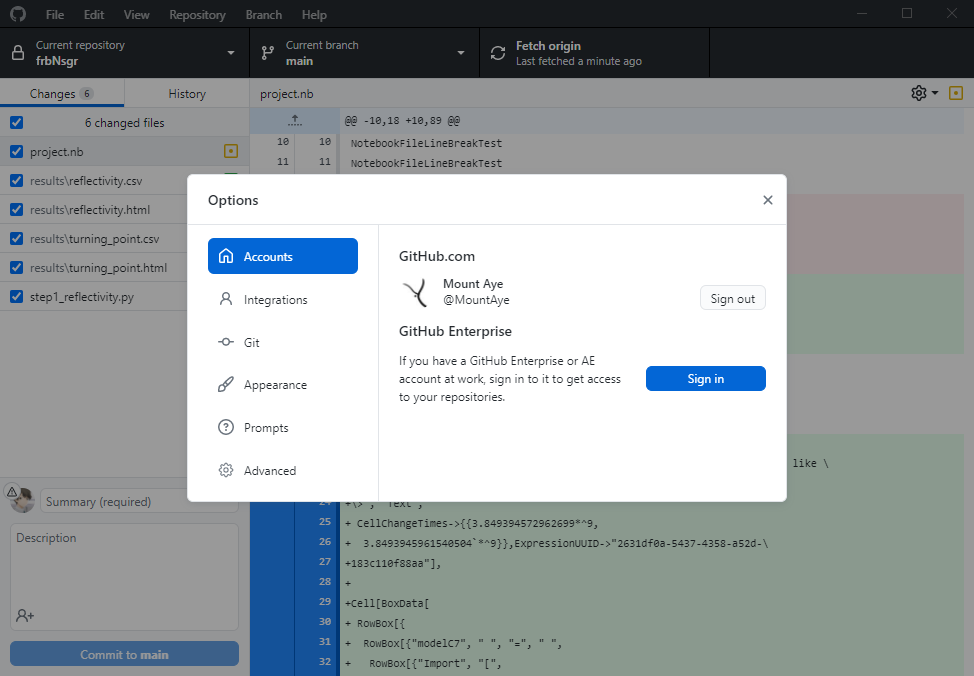 File Edit View Repository Branch Help
Current repository
frbNsgr
Current branch
main
Fetch origin
Last fetched a minute ago
Changes 6
History
project.nb
6 changed files
project.nb
results\reflectivity.csv
results\reflectivity.html
results\turning_point.csv
results\turning_point.html
step1_reflectivity.py
Summary (required)
Description
Commit to main
@@ -10,18 +10,89 @@
10 10 NotebookFileLineBreakTest
11 11 NotebookFileLineBreakTest
Options
Accounts
Integrations
Git
Appearance
Prompts
Advanced
GitHub.com
Mount Aye
@MountAye
Sign out
GitHub Enterprise
If you have a GitHub Enterprise or AE
account at work, sign in to it to get access
to your repositories.
Sign in
like \
24 +\>", "Text",
25 + CellChangeTimes->{{3.849394572962699*^9,
26 +  3.8493945961540504`*^9}},ExpressionUUID->"2631df0a-5437-4358-a52d-\
27 +183c110f88aa"],
28 +
29 +Cell[BoxData[
30 + RowBox[{
31 +  RowBox[{"modelC7", " ", "=", " ",
32 +   RowBox[{"Import", "[",